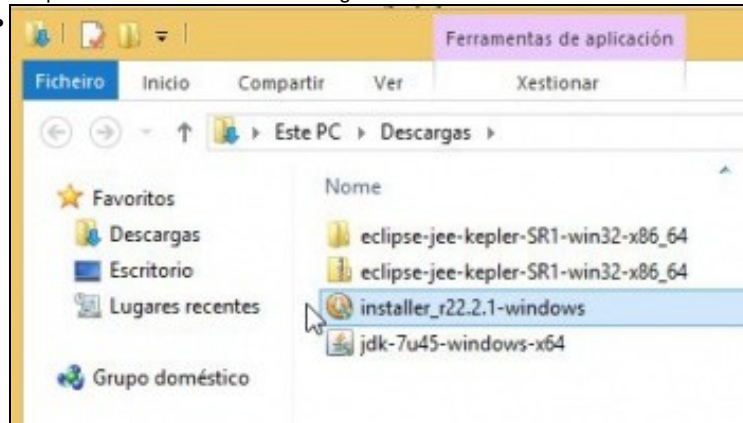 Ferramentas de aplicación
Ficheiro Inicio Compartir Ver Xestionar
Este PC Descargas
Favoritos
Descargas
Escritorio
Lugares recentes
Grupo doméstico
Nome
eclipse-jee-kepler-SR1-win32-x86_64
eclipse-jee-kepler-SR1-win32-x86_64
installer_r22.2.1-windows
jdk-7u45-windows-x64